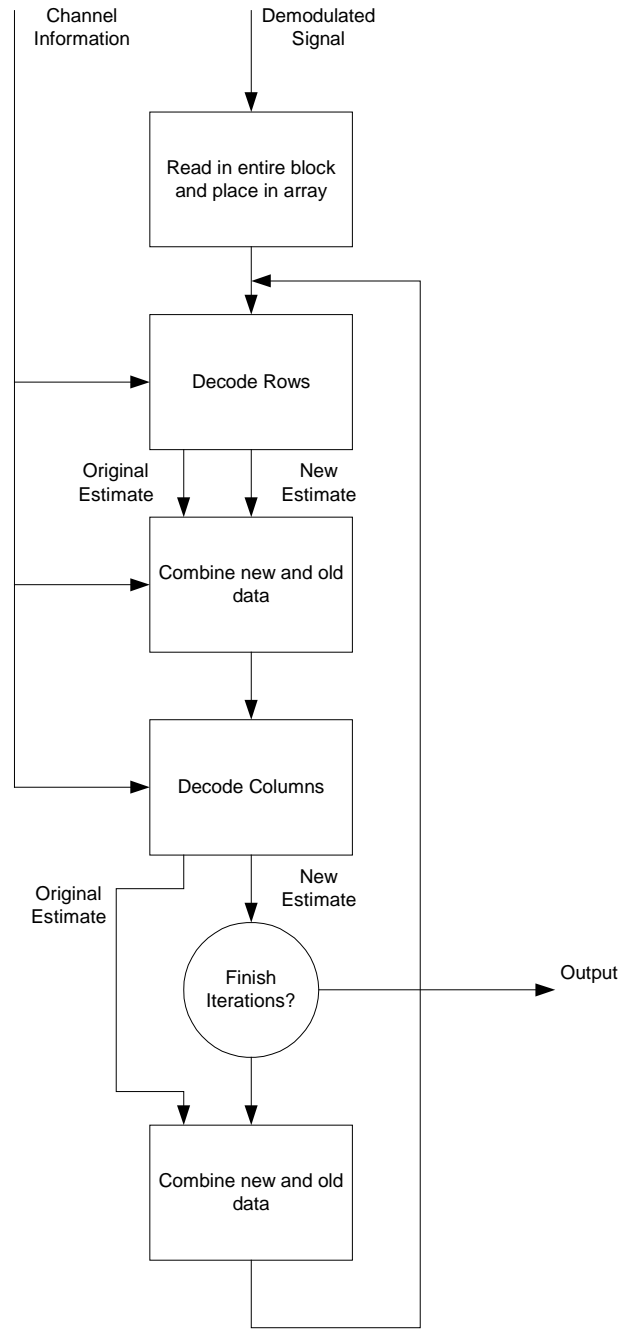 Channel
Information
Demodulated
Signal
Read in entire block
and place in array
Decode Rows
Original
Estimate
New
Estimate
Combine new and old
data
Decode Columns
Original
Estimate
New
Estimate
Finish
Iterations?
Output
Combine new and old
data